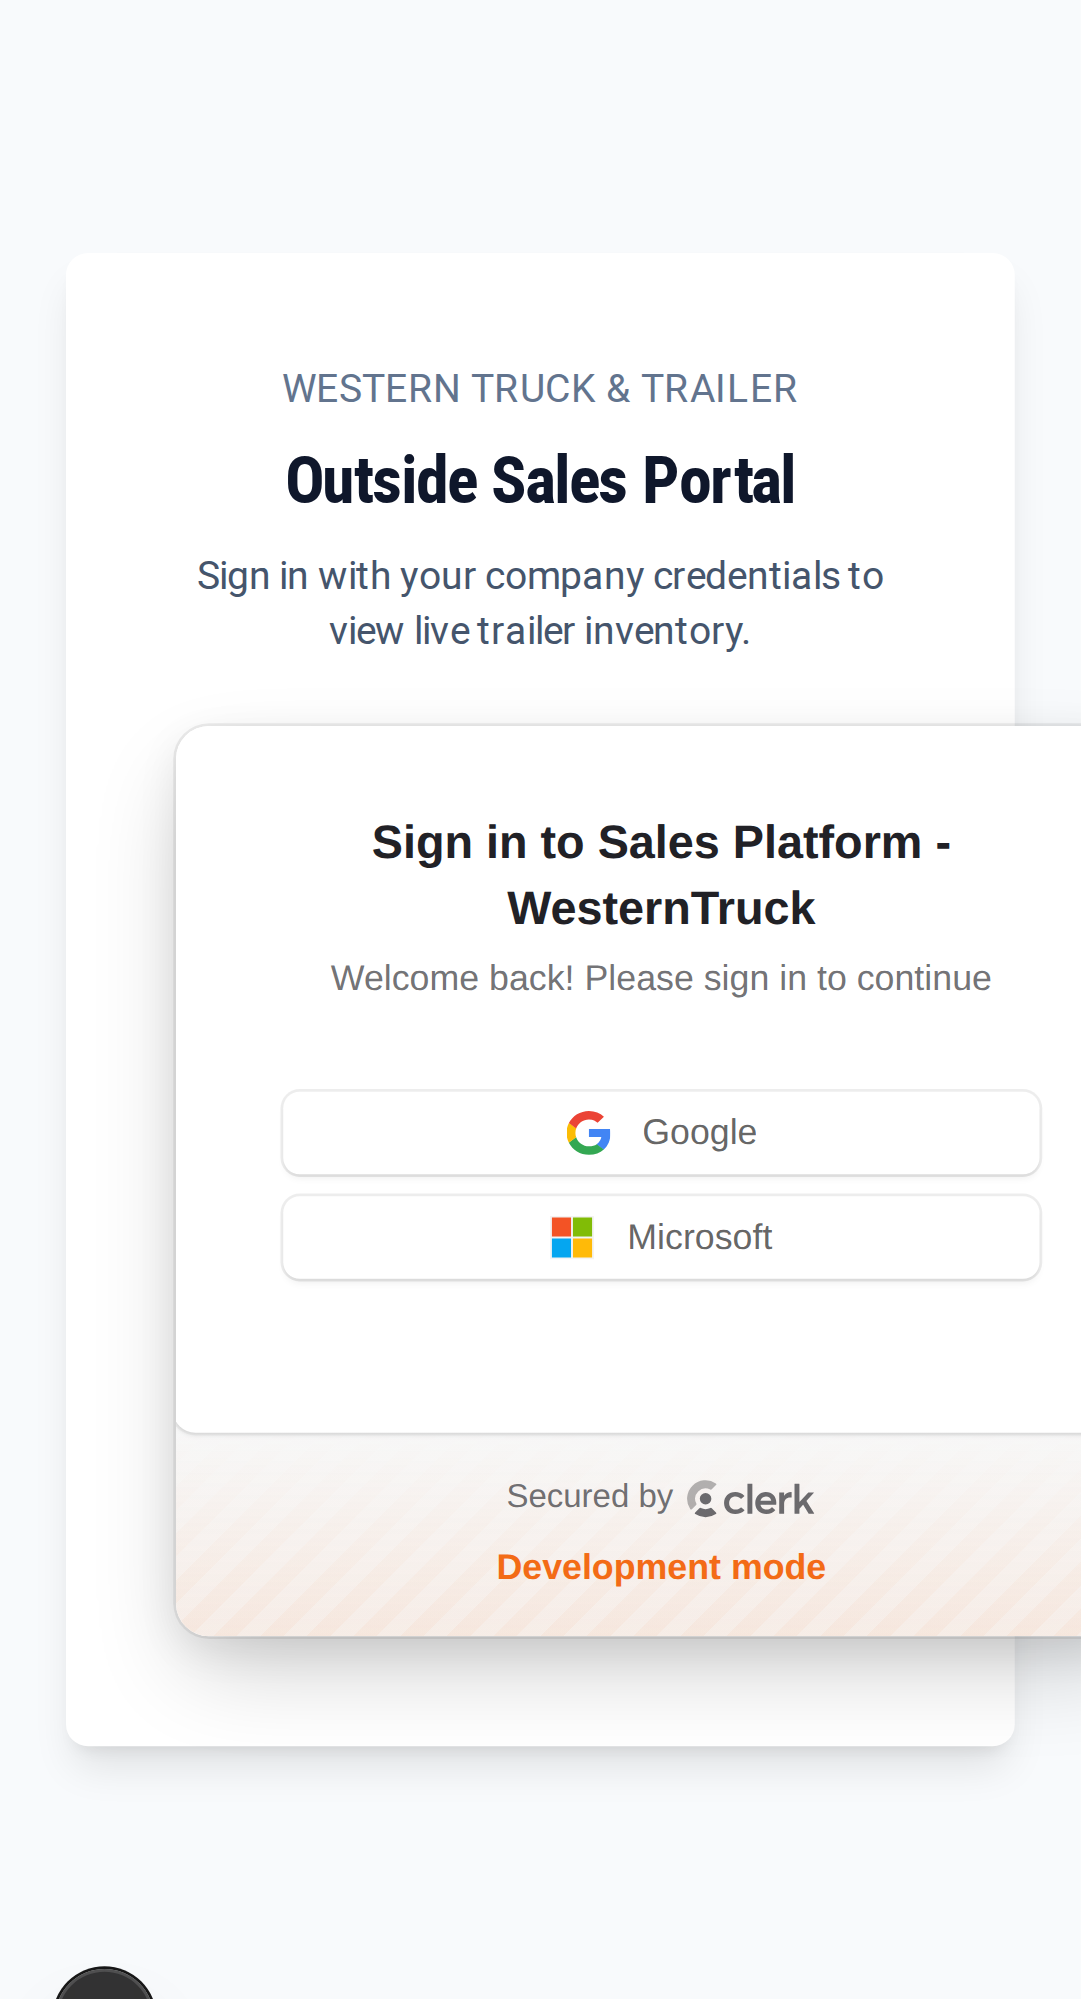 WESTERN TRUCK & TRAILER
Outside Sales Portal
Sign in with your company credentials to
view live trailer inventory.
Sign in to Sales Platform -
WesternTruck
Welcome back! Please sign in to continue
Google
Microsoft
Secured by clerk
Development mode